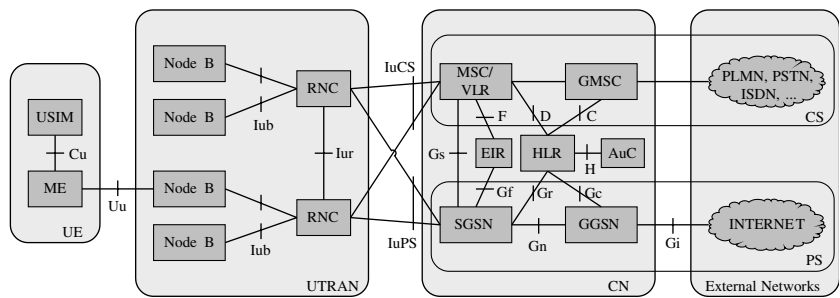 USIM
Cu
ME
UE
Uu
Node B
Node B
Iub
Node B
Node B
Iub
RNC
Iur
RNC
UTRAN
IuCS
IuPS
MSC/
VLR
GMSC
F
D
C
Gs
EIR
HLR
H
AuC
Gf
Gr
Gc
SGSN
Gn
GGSN
CN
Gi
PLMN, PSTN,
ISDN, ...
CS
INTERNET
PS
External Networks